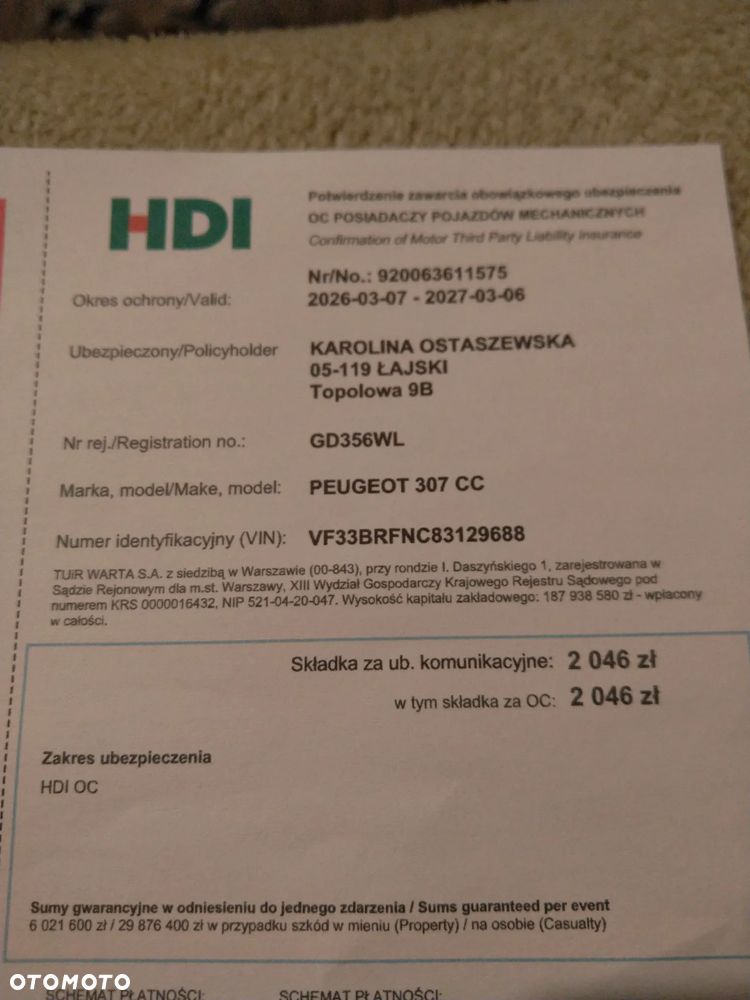 HDI
Potwierdzenie zawarcia obowiązkowego ubezpieczenia
OC POSIADACZY POJAZDÓW MECHANICZNYCH
Confirmation of Motor Third Party Liability Insurance
Nr/No.: 920063611575
Okres ochrony/Valid: 2026-03-07 - 2027-03-06
Ubezpieczony/Policyholder KAROLINA OSTASZEWSKA
05-119 ŁAJSKI
Topolowa 9B
Nr rej./Registration no.: GD356WL
Marka, model/Make, model: PEUGEOT 307 CC
Numer identyfikacyjny (VIN): VF33BRFNC83129688
TUiR WARTA S.A. z siedzibą w Warszawie (00-843), przy rondzie I. Daszyńskiego 1, zarejestrowana w
Sądzie Rejonowym dla m.st. Warszawy, XIII Wydział Gospodarczy Krajowego Rejestru Sądowego pod
numerem KRS 0000016432, NIP 521-04-20-047. Wysokość kapitału zakładowego: 187 938 580 zł - wpłacony
w całości.
Składka za ub. komunikacyjne: 2 046 zł
w tym składka za OC: 2 046 zł
Zakres ubezpieczenia
HDI OC
Sumy gwarancyjne w odniesieniu do jednego zdarzenia / Sums guaranteed per event
6 021 600 zł / 29 876 400 zł w przypadku szkód w mieniu (Property) / na osobie (Casualty)
SCHEMAT PŁATNOŚCI: SCHEMAT PŁATNOŚCI:
OTOMOTO